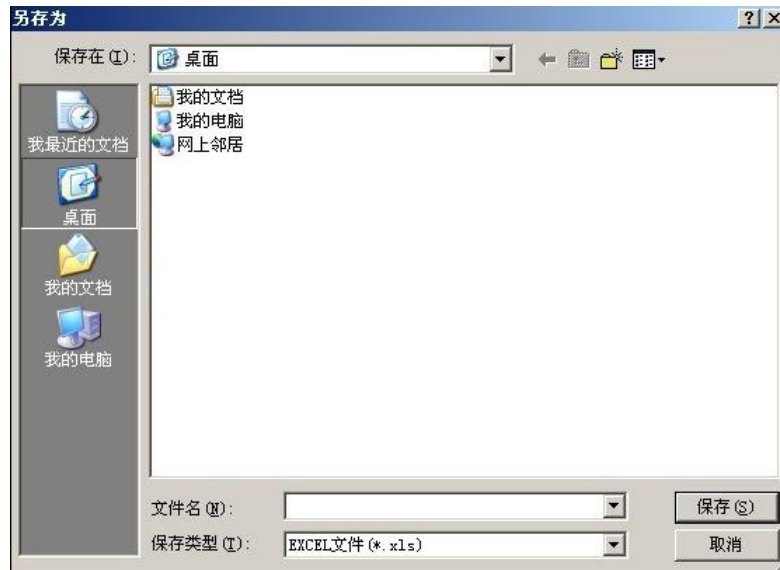 另存为
保存在(I):
桌面
我的文档
我的电脑
网上邻居
我最近的文档
桌面
我的文档
我的电脑
文件名(N):
保存(S)
保存类型(T):
EXCEL文件(*.xls)
取消